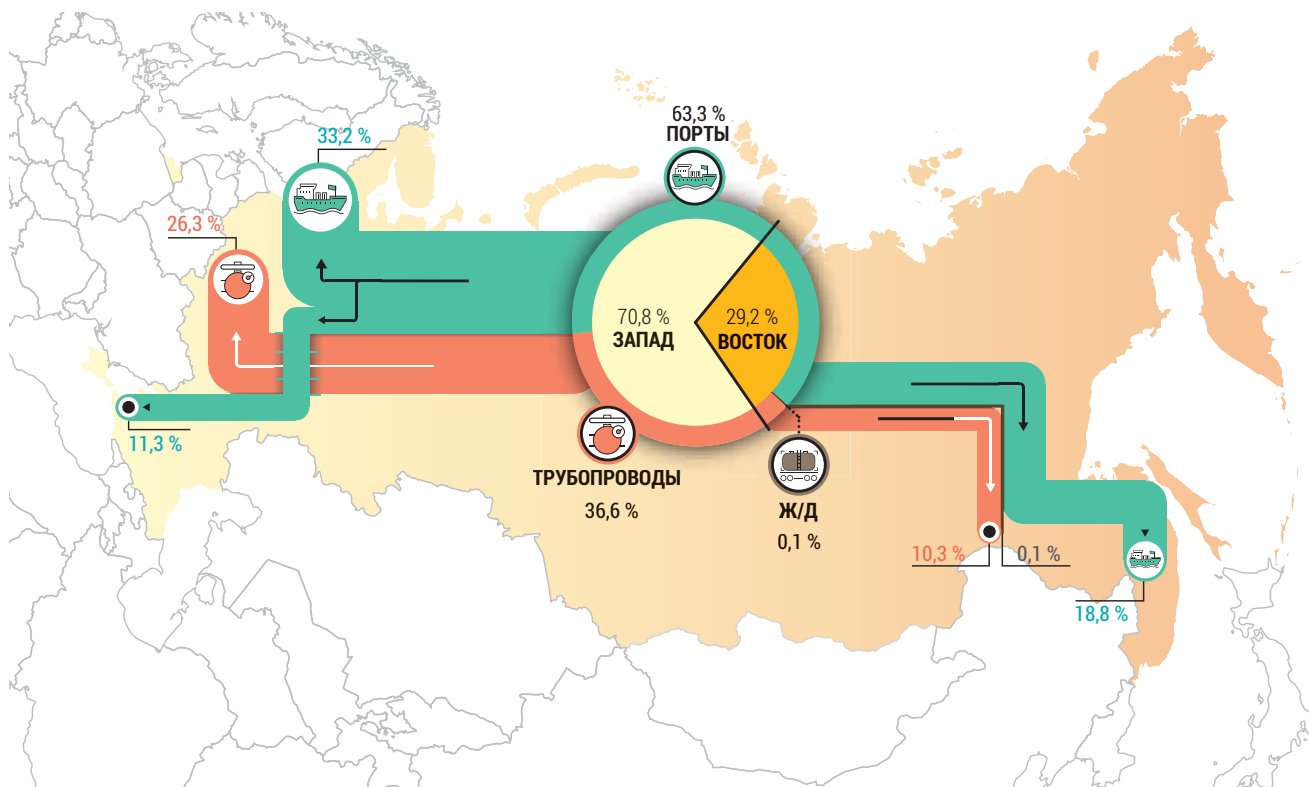 63,3 %
ПОРТЫ
33,2 %
26,3 %
70,8 %
ЗАПАД
29,2 %
ВОСТОК
11,3 %
ТРУБОПРОВОДЫ
36,6 %
Ж/Д
0,1 %
10,3 %
0,1 %
18,8 %